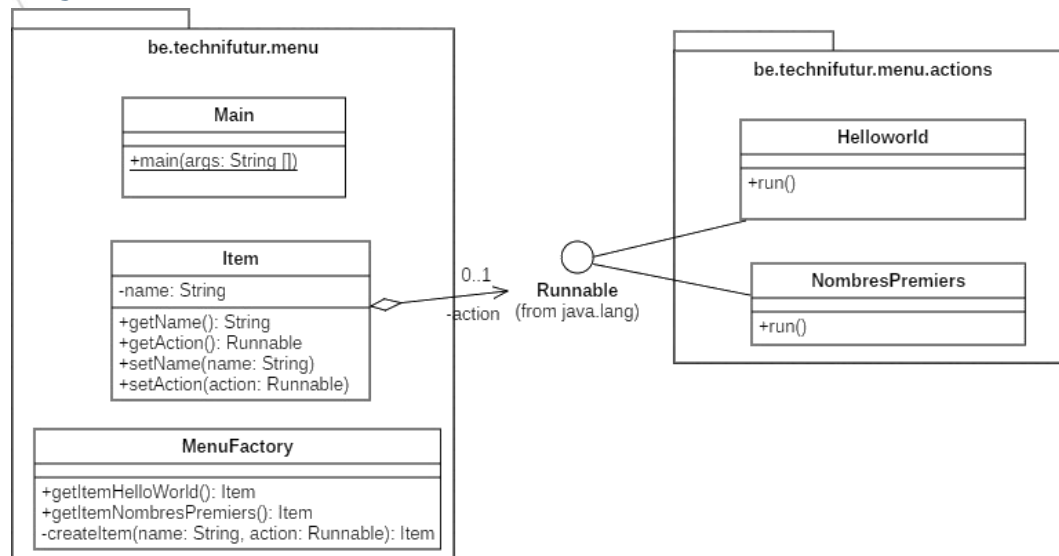 be.technifutur.menu
Main
+main(args: String [])
Item
-name: String
+getName(): String
+getAction(): Runnable
+setName(name: String)
+setAction(action: Runnable)
MenuFactory
+getItemHelloWorld(): Item
+getItemNombresPremiers(): Item
-createItem(name: String, action: Runnable): Item
0..1
-action
Runnable
(from java.lang)
be.technifutur.menu.actions
Helloworld
+run()
NombresPremiers
+run()